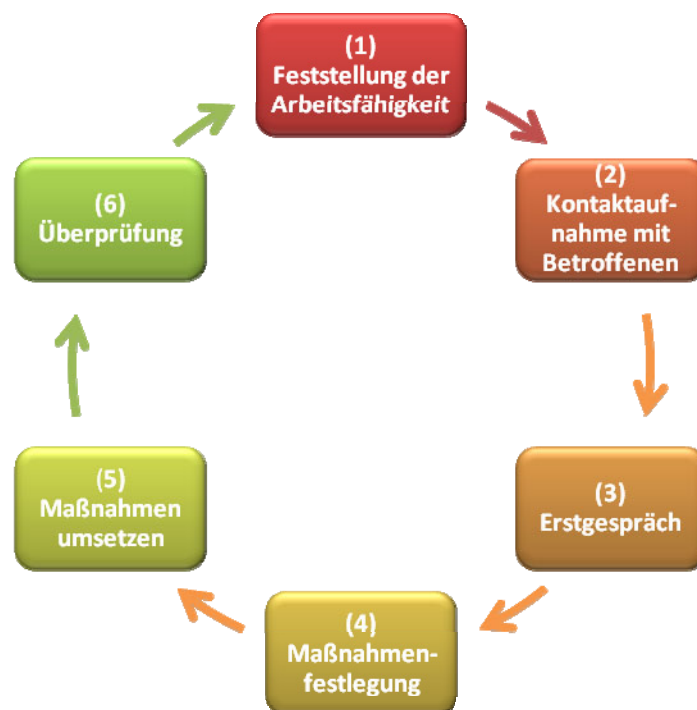 (1)
Feststellung der
Arbeitsfähigkeit
(2)
Kontaktauf-
nahme mit
Betroffenen
(3)
Erstgespräch
(4)
Maßnahmen-
festlegung
(5)
Maßnahmen
umsetzen
(6)
Überprüfung